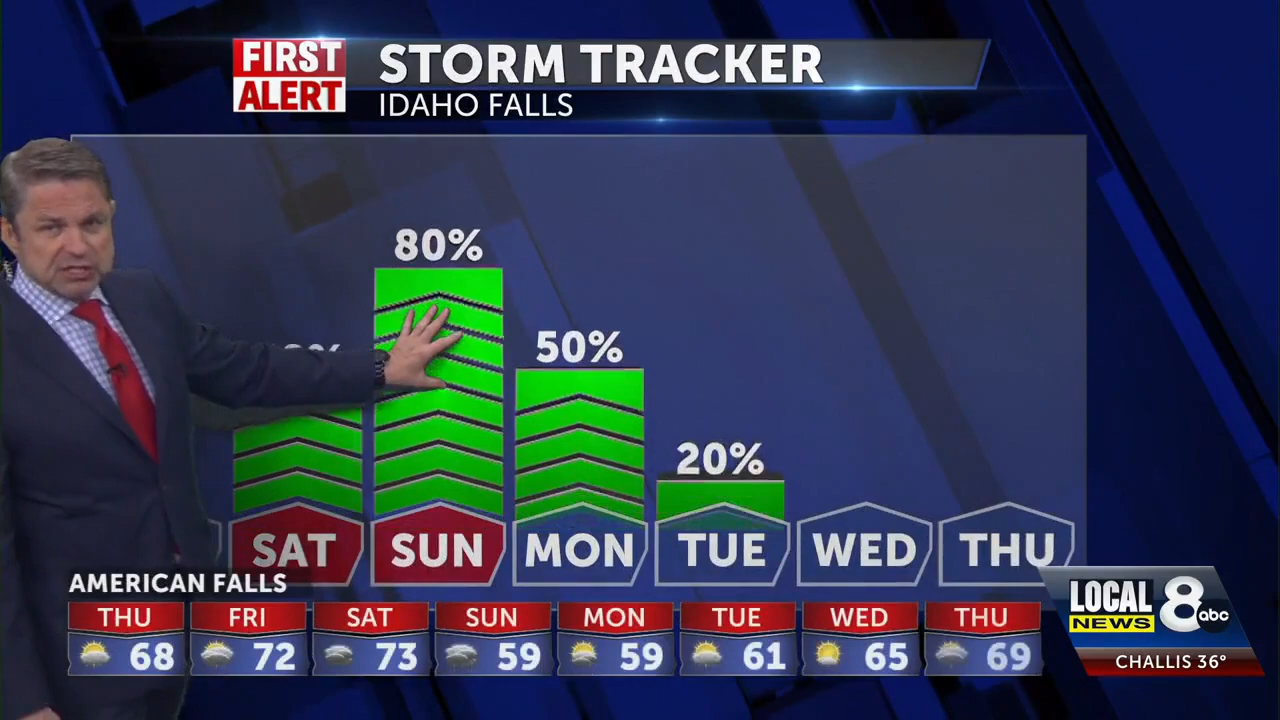 FIRST
ALERT
STORM TRACKER
IDAHO FALLS
80%
50%
20%
SAT SUN MON TUE WED THU
AMERICAN FALLS
THU FRI SAT SUN MON TUE WED THU
68 72 73 59 59 61 65 69
LOCAL
NEWS
8
abc
CHALLIS 36°